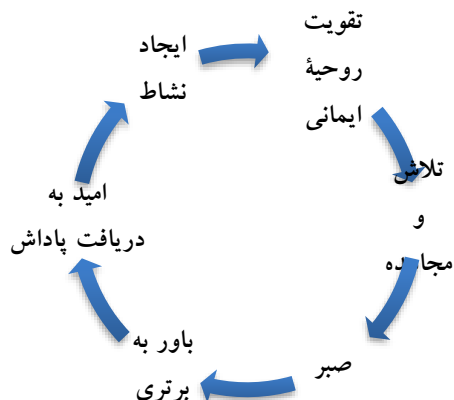 تقویت
روحیهٔ
ایمانی
تلاش
و
مجاهده
صبر
باور به
برتری
امید به
دریافت پاداش
ایجاد
نشاط